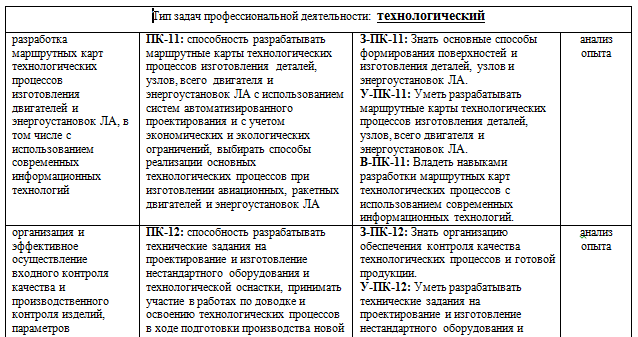 Тип задач профессиональной деятельности: технологический
разработка
маршрутных карт
технологических
процессов
изготовления
двигателей и
энергоустановок ЛА, в
том числе с
использованием
современных
информационных
технологий
ПК-11: способность разрабатывать
маршрутные карты технологических
процессов изготовления деталей,
узлов, всего двигателя и
энергоустановок ЛА с использованием
систем автоматизированного
проектирования и с учетом
экономических и экологических
ограничений, выбирать способы
реализации основных
технологических процессов при
изготовлении авиационных, ракетных
двигателей и энергоустановок ЛА
З-ПК-11: Знать основные способы
формирования поверхностей и
изготовления деталей, узлов и
энергоустановок ЛА.
У-ПК-11: Уметь разрабатывать
маршрутные карты технологических
процессов изготовления деталей,
узлов, всего двигателя и
энергоустановок ЛА.
В-ПК-11: Владеть навыками
разработки маршрутных карт
технологических процессов с
использованием современных
информационных технологий.
анализ
опыта
организация и
эффективное
осуществление
входного контроля
качества и
производственного
контроля изделий,
параметров
ПК-12: способность разрабатывать
технические задания на
проектирование и изготовление
нестандартного оборудования и
технологической оснастки, принимать
участие в работах по доводке и
освоению технологических процессов
в ходе подготовки производства новой
З-ПК-12: Знать организацию
обеспечения контроля качества
технологических процессов и готовой
продукции.
У-ПК-12: Уметь разрабатывать
технические задания на
проектирование и изготовление
нестандартного оборудования и
анализ
опыта